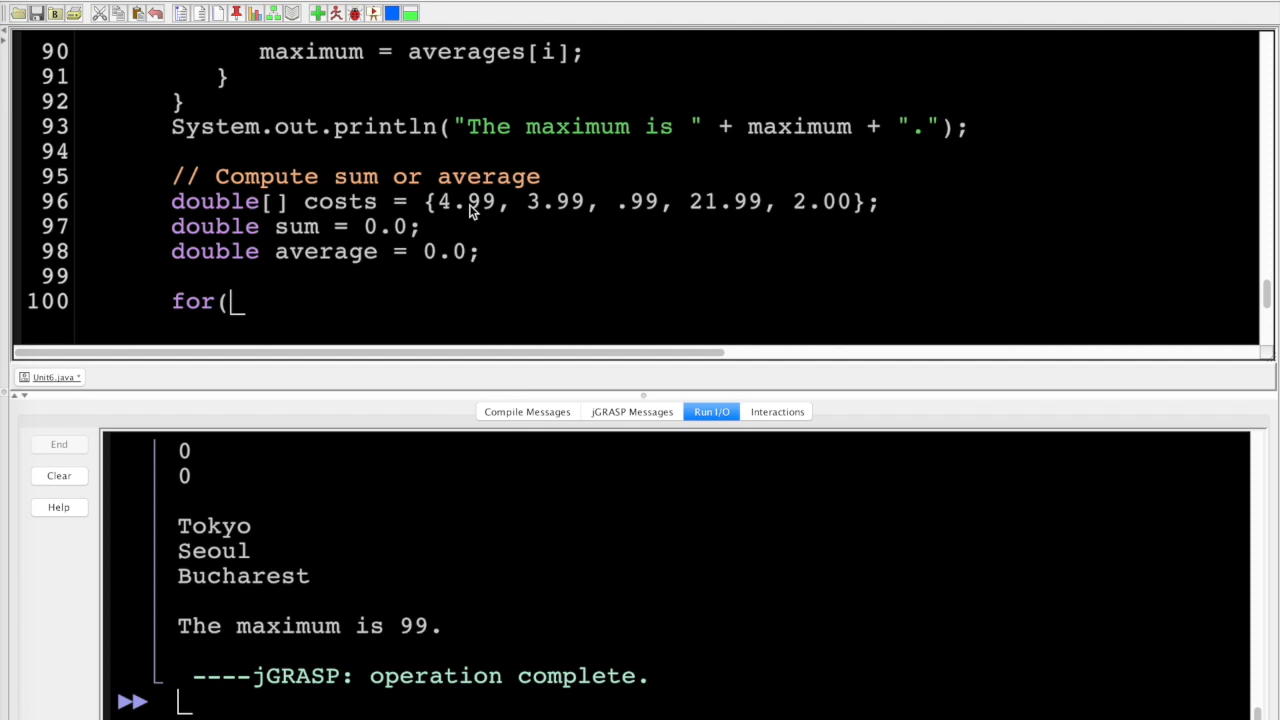 90 maximum = averages[i];
91 }
92 }
93 System.out.println("The maximum is " + maximum + ".");
94
95 // Compute sum or average
96 double[] costs = {4.99, 3.99, .99, 21.99, 2.00};
97 double sum = 0.0;
98 double average = 0.0;
99
100 for(
Unit6.java *
Compile Messages jGRASP Messages Run I/O Interactions
End
Clear
Help
0
0
Tokyo
Seoul
Bucharest
The maximum is 99.
----jGRASP: operation complete.